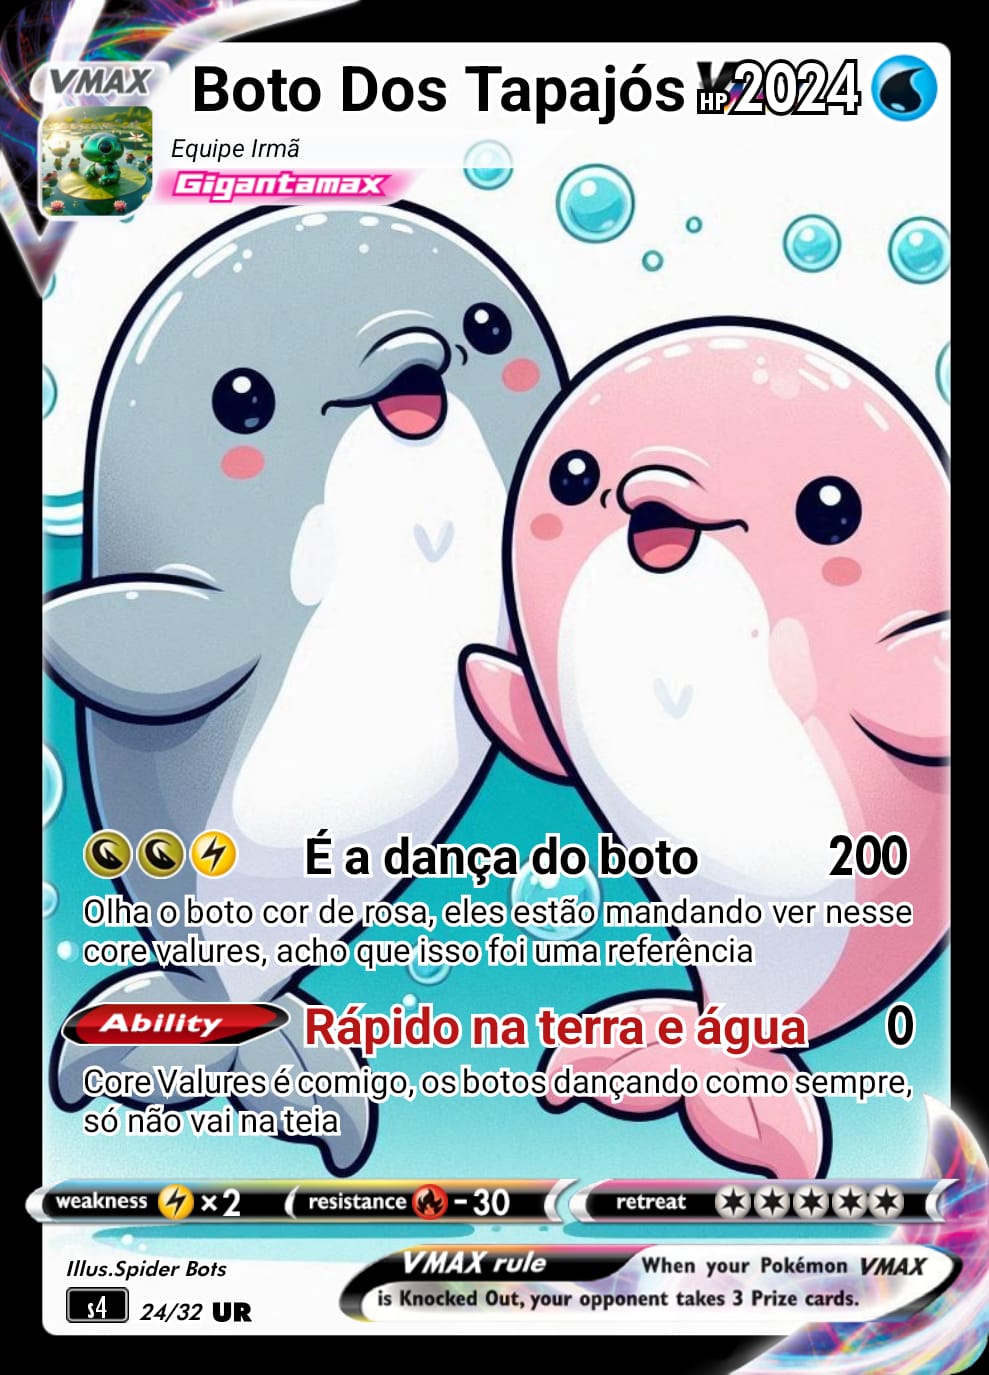 VMAX
Boto Dos Tapajós HP 2024
Equipe Irmã
Gigantamax
É a dança do boto 200
Olha o boto cor de rosa, eles estão mandando ver nesse
core valures, acho que isso foi uma referência
Ability Rápido na terra e água 0
Core Valures é comigo, os botos dançando como sempre,
só não vai na teia
weakness ×2 resistance -30 retreat
Illus.Spider Bots
s4 24/32 UR
VMAX rule When your Pokémon VMAX
is Knocked Out, your opponent takes 3 Prize cards.